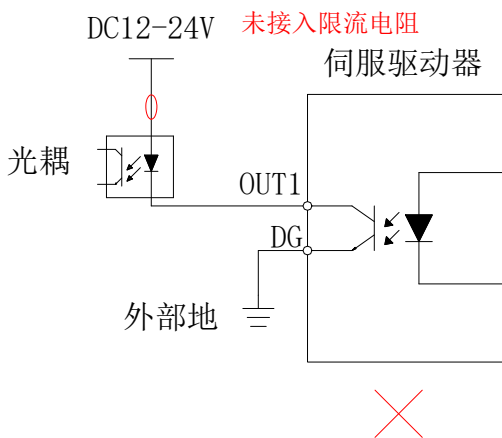 DC12-24V 未接入限流电阻
伺服驱动器
光耦
OUT1
DG
外部地